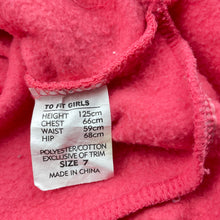 TO FIT GIRLS
HEIGHT 125cm
CHEST 66cm
WAIST 59cm
HIP 68cm
POLYESTER/COTTON
EXCLUSIVE OF TRIM
SIZE 7
MADE IN CHINA